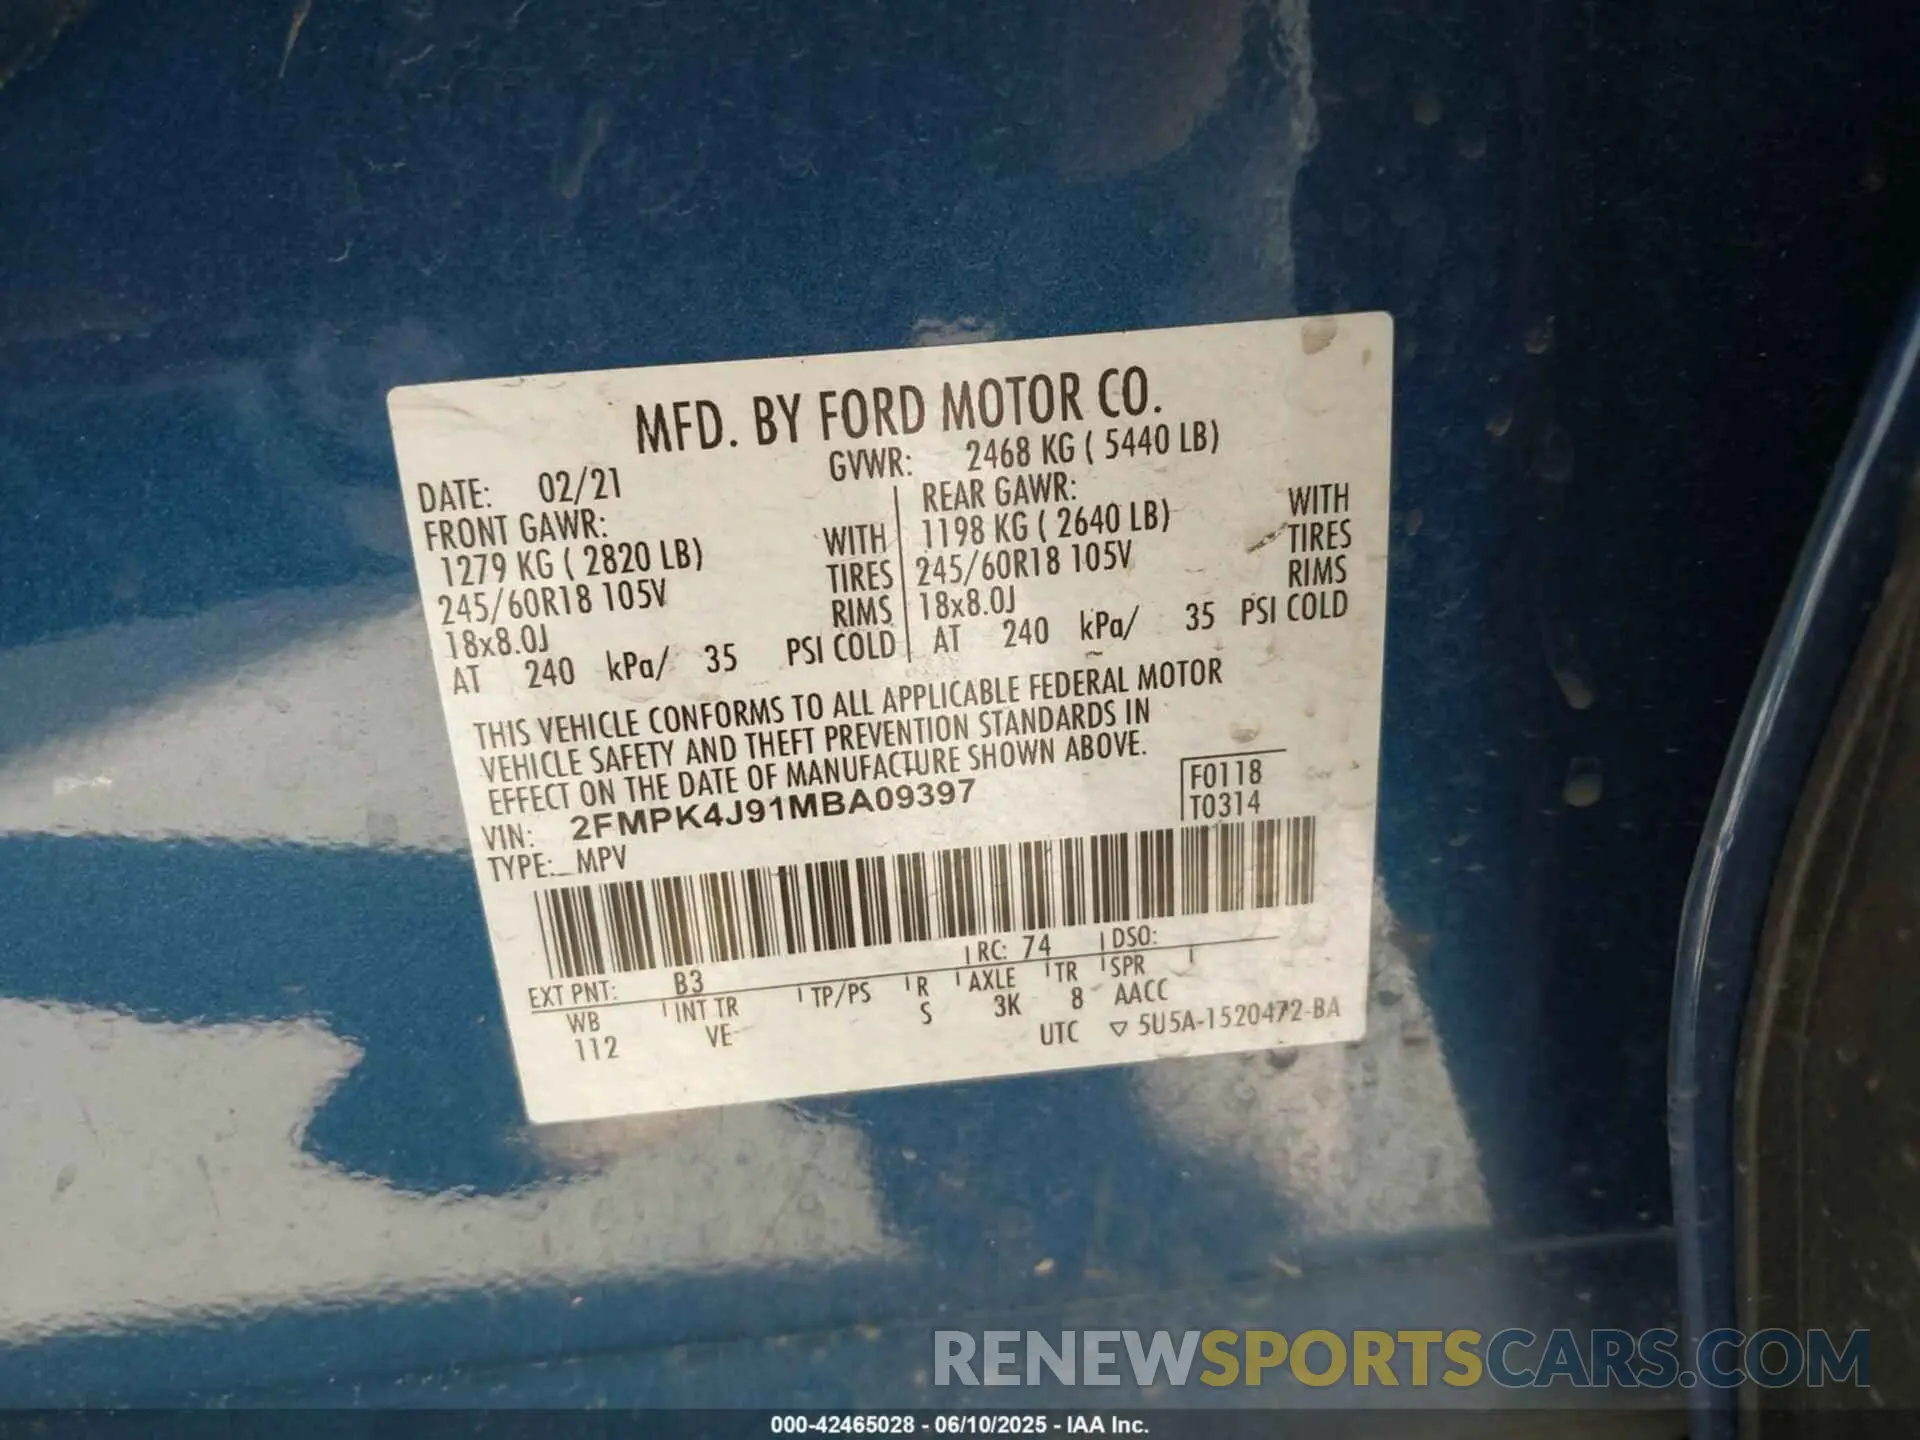 MFD. BY FORD MOTOR CO.
DATE: 02/21 GVWR: 2468 KG ( 5440 LB)
FRONT GAWR: REAR GAWR:
1279 KG ( 2820 LB) WITH 1198 KG ( 2640 LB) WITH
245/60R18 105V TIRES 245/60R18 105V TIRES
18x8.0J RIMS 18x8.0J RIMS
AT 240 kPa/ 35 PSI COLD AT 240 kPa/ 35 PSI COLD
THIS VEHICLE CONFORMS TO ALL APPLICABLE FEDERAL MOTOR
VEHICLE SAFETY AND THEFT PREVENTION STANDARDS IN
EFFECT ON THE DATE OF MANUFACTURE SHOWN ABOVE.
VIN: 2FMPK4J91MBA09397 F0118
TYPE: MPV T0314
EXT PNT: B3 RC: 74 DSO:
WB INT TR TP/PS R AXLE TR SPR
112 VE S 3K 8 AACC
UTC ▽ 5U5A-1520472-BA
RENEWSPORTSCARS.COM
000-42465028 - 06/10/2025 - IAA Inc.